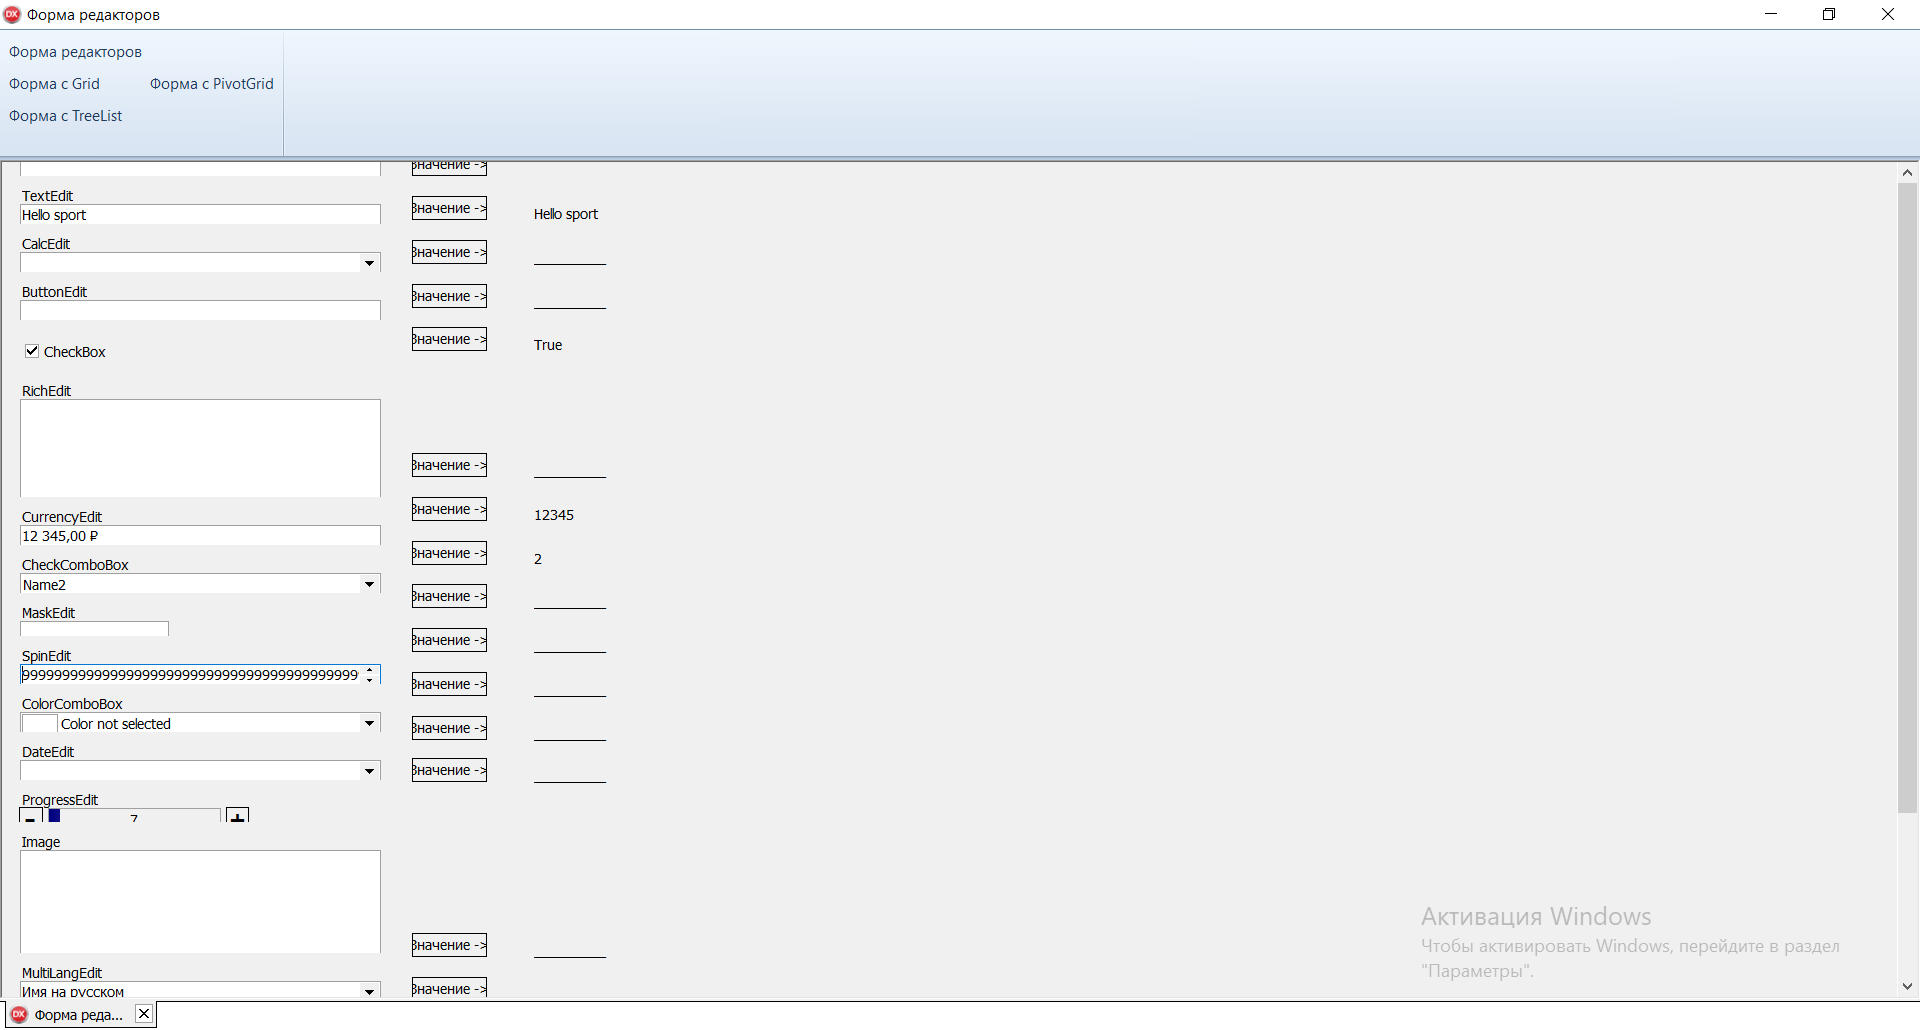 Форма редакторов
Форма редакторов
Форма с Grid
Форма с PivotGrid
Форма с TreeList
Значение ->
TextEdit
Hello sport
Значение ->
Hello sport
CalcEdit
Значение ->
ButtonEdit
Значение ->
CheckBox
Значение ->
True
RichEdit
Значение ->
CurrencyEdit
12 345,00 ₽
Значение ->
12345
CheckComboBox
Name2
Значение ->
2
MaskEdit
Значение ->
SpinEdit
Значение ->
ColorComboBox
Color not selected
Значение ->
DateEdit
Значение ->
ProgressEdit
- 7 +
Значение ->
Image
Значение ->
MultiLangEdit
Имя на русском
Значение ->
Активация Windows
Чтобы активировать Windows, перейдите в раздел
"Параметры".
Форма реда...